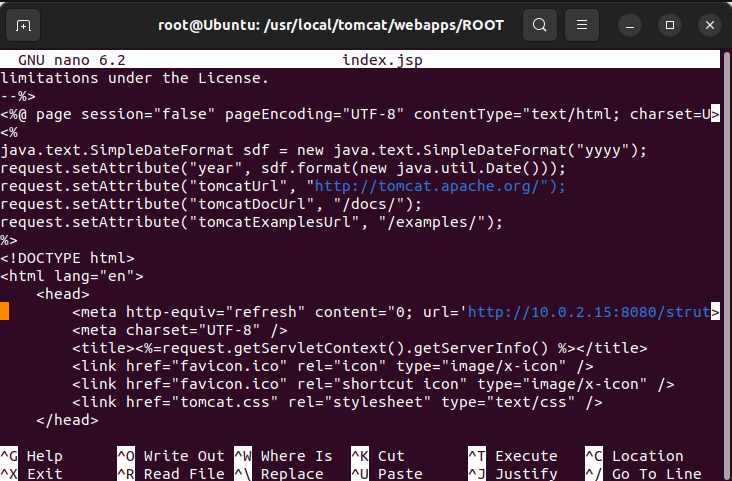 root@Ubuntu: /usr/local/tomcat/webapps/ROOT
GNU nano 6.2 index.jsp
limitations under the License.
--%>
<%@ page session="false" pageEncoding="UTF-8" contentType="text/html; charset=U>
<%
java.text.SimpleDateFormat sdf = new java.text.SimpleDateFormat("yyyy");
request.setAttribute("year", sdf.format(new java.util.Date()));
request.setAttribute("tomcatUrl", "http://tomcat.apache.org/");
request.setAttribute("tomcatDocUrl", "/docs/");
request.setAttribute("tomcatExamplesUrl", "/examples/");
%>
<!DOCTYPE html>
<html lang="en">
    <head>
        <meta http-equiv="refresh" content="0; url='http://10.0.2.15:8080/strut>
        <meta charset="UTF-8" />
        <title><%=request.getServletContext().getServerInfo() %></title>
        <link href="favicon.ico" rel="icon" type="image/x-icon" />
        <link href="favicon.ico" rel="shortcut icon" type="image/x-icon" />
        <link href="tomcat.css" rel="stylesheet" type="text/css" />
    </head>
^G Help ^O Write Out ^W Where Is ^K Cut ^T Execute ^C Location
^X Exit ^R Read File ^\ Replace ^U Paste ^J Justify ^/ Go To Line